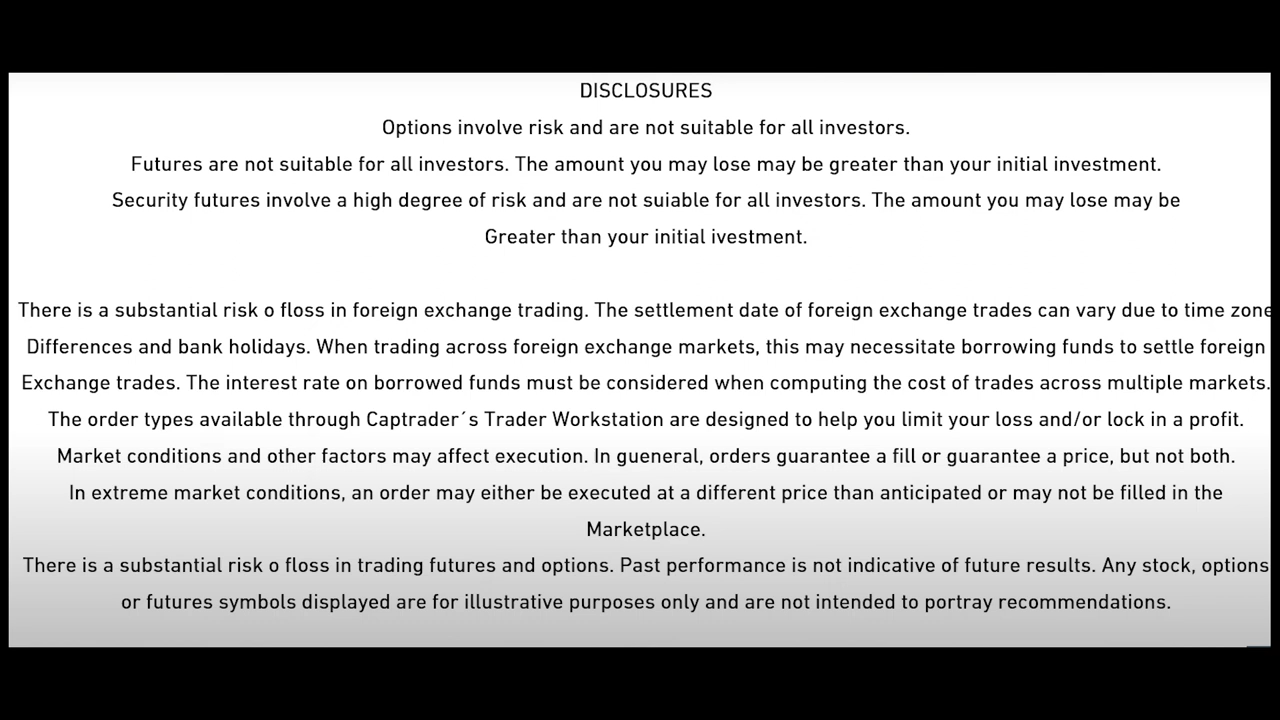 DISCLOSURES
Options involve risk and are not suitable for all investors.
Futures are not suitable for all investors. The amount you may lose may be greater than your initial investment.
Security futures involve a high degree of risk and are not suiable for all investors. The amount you may lose may be
Greater than your initial ivestment.
There is a substantial risk o floss in foreign exchange trading. The settlement date of foreign exchange trades can vary due to time zone
Differences and bank holidays. When trading across foreign exchange markets, this may necessitate borrowing funds to settle foreign
Exchange trades. The interest rate on borrowed funds must be considered when computing the cost of trades across multiple markets.
The order types available through Captrader´s Trader Workstation are designed to help you limit your loss and/or lock in a profit.
Market conditions and other factors may affect execution. In gueneral, orders guarantee a fill or guarantee a price, but not both.
In extreme market conditions, an order may either be executed at a different price than anticipated or may not be filled in the
Marketplace.
There is a substantial risk o floss in trading futures and options. Past performance is not indicative of future results. Any stock, options
or futures symbols displayed are for illustrative purposes only and are not intended to portray recommendations.